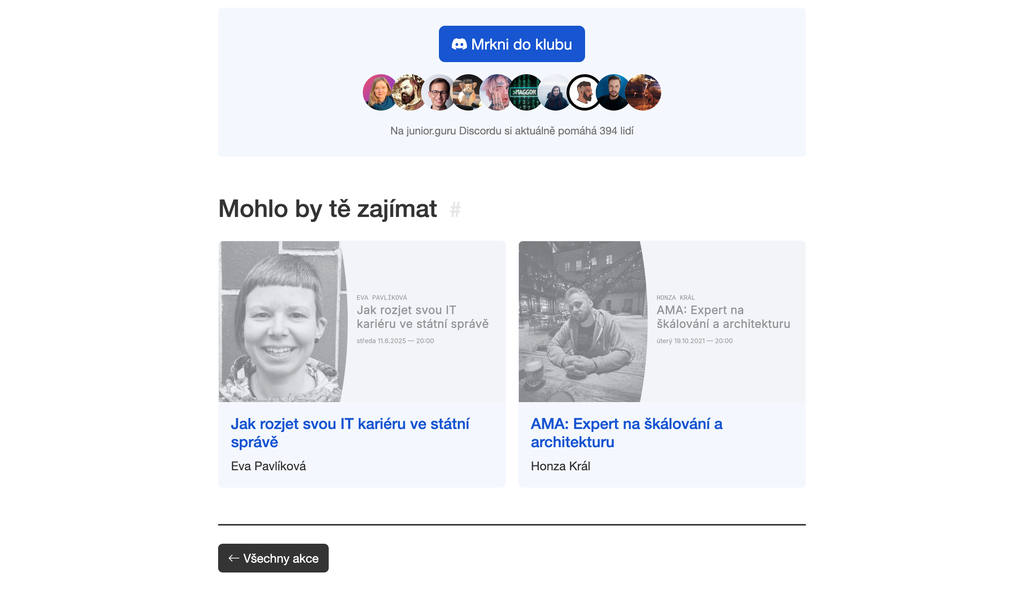 Mrkni do klubu
>MAGGOR
Na junior.guru Discordu si aktuálně pomáhá 394 lidí
Mohlo by tě zajímat #
EVA PAVLÍKOVÁ
Jak rozjet svou IT
kariéru ve státní správě
středa 11.6.2025 — 20:00
HONZA KRÁL
AMA: Expert na
škálování a architekturu
úterý 19.10.2021 — 20:00
Jak rozjet svou IT kariéru ve státní
správě
Eva Pavlíková
AMA: Expert na škálování a
architekturu
Honza Král
← Všechny akce